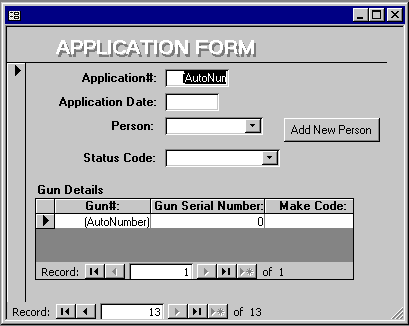 APPLICATION FORM
Application#: (AutoNun
Application Date:
Person:
Add New Person
Status Code:
Gun Details
Gun#: Gun Serial Number: Make Code:
(AutoNumber) 0
Record: 1 of 1
Record: 13 of 13